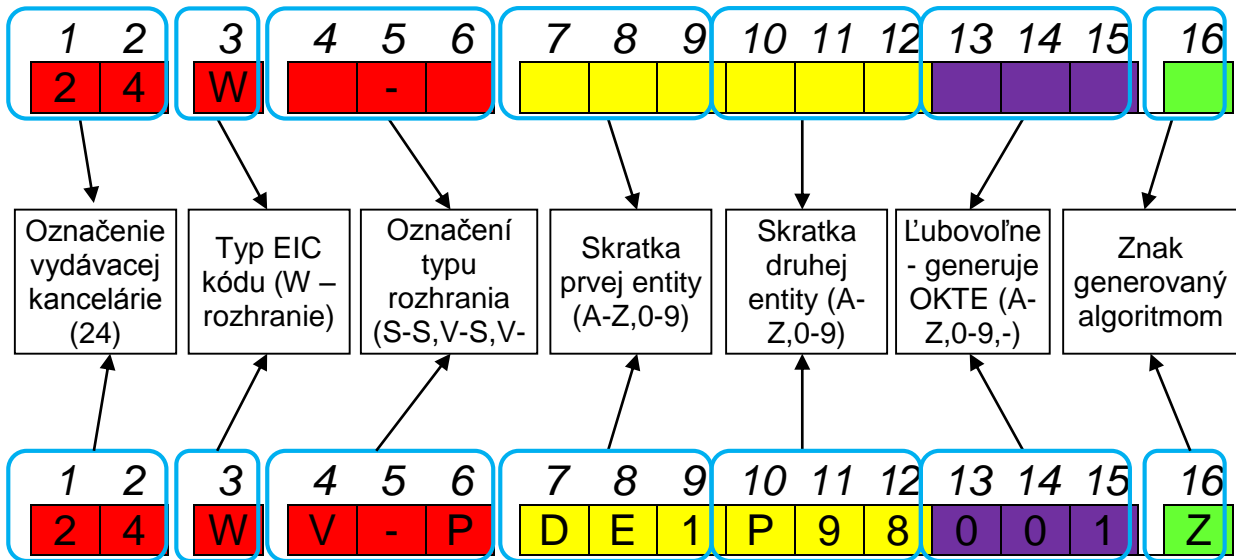 1 2 3 4 5 6 7 8 9 10 11 12 13 14 15 16
2 4 W - 
Označenie
vydávacej
kancelárie
(24)
Typ EIC
kódu (W –
rozhranie)
Označení
typu
rozhrania
(S-S,V-S,V-
Skratka
prvej entity
(A-Z,0-9)
Skratka
druhej
entity (A-
Z,0-9)
Ľubovoľne
- generuje
OKTE (A-
Z,0-9,-)
Znak
generovaný
algoritmom
1 2 3 4 5 6 7 8 9 10 11 12 13 14 15 16
2 4 W V - P D E 1 P 9 8 0 0 1 Z